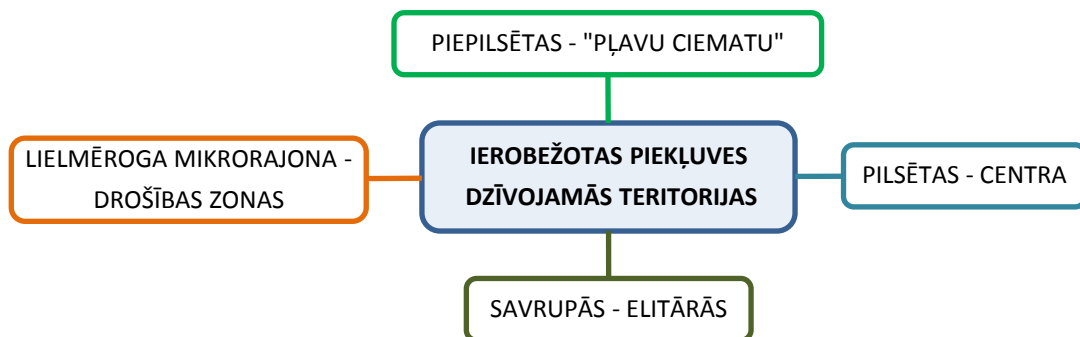 PIEPILSĒTAS - "PĻAVU CIEMATU"
LIELMĒROGA MIKRORAJONA -
DROŠĪBAS ZONAS
IEROBEŽOTAS PIEKĻUVES
DZĪVOJAMĀS TERITORIJAS
PILSĒTAS - CENTRA
SAVRUPĀS - ELITĀRĀS